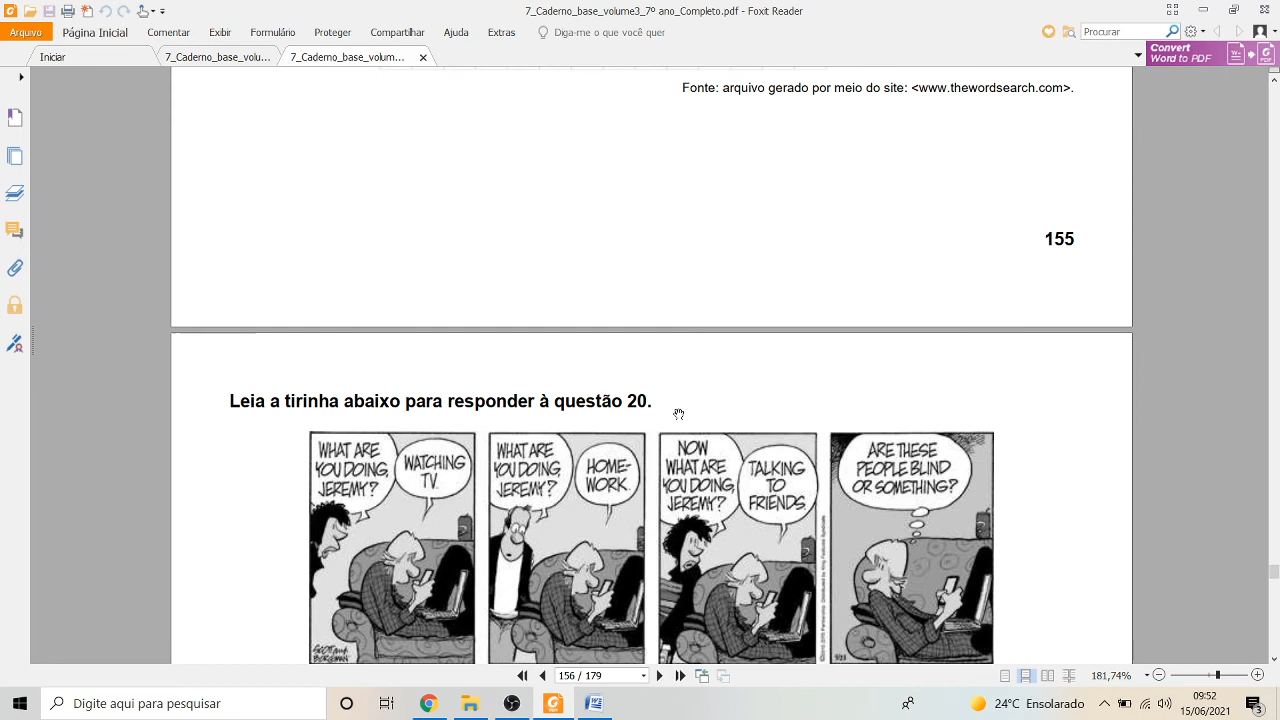 7_Caderno_base_volume3_7º ano_Completo.pdf - Foxit Reader
Arquivo Página Inicial Comentar Exibir Formulário Proteger Compartilhar Ajuda Extras Diga-me o que você quer Procurar
Iniciar 7_Caderno_base_volu... 7_Caderno_base_volum... Convert
Word to PDF
Fonte: arquivo gerado por meio do site: <www.thewordsearch.com>.
155
Leia a tirinha abaixo para responder à questão 20.
WHAT ARE
YOU DOING,
JEREMY?
WATCHING
TV.
WHAT ARE
YOU DOING,
JEREMY?
HOME-
WORK.
NOW
WHAT ARE
YOU DOING,
JEREMY?
TALKING
TO
FRIENDS.
ARE THESE
PEOPLE BLIND
OR SOMETHING?
156 / 179 181,74%
Digite aqui para pesquisar 24°C Ensolarado 09:52
15/06/2021 3